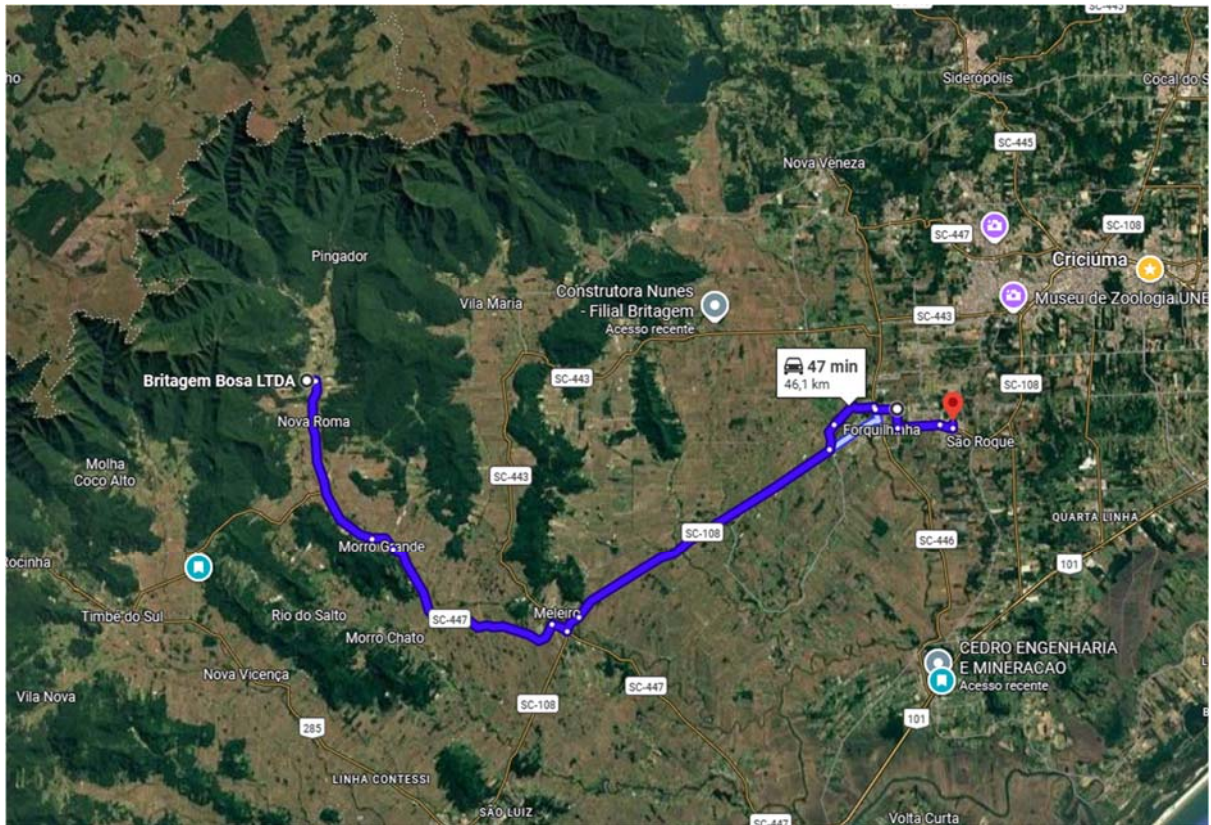 SC-445
Siderópolis
Cocal do S
ho
SC-445
Nova Veneza
SC-108
SC-447
Criciúma
Pingador
Construtora Nunes
- Filial Britagem
Acesso recente
Vila Maria
Museu de Zoologia UNE
SC-443
47 min
46,1 km
Britagem Bosa LTDA
SC-443
SC-108
Nova Roma
Forquilhinha
São Roque
Molha
Coco Alto
SC-443
QUARTA LINHA
SC-108
SC-446
Morro Grande
101
ocinha
Timbé do Sul
Rio do Salto
SC-447
Meleiro
Morro Chato
CEDRO ENGENHARIA
E MINERACAO
Acesso recente
Nova Vicença
SC-447
Vila Nova
SC-108
101
285
LINHA CONTESSI
SÃO LUIZ
SC-447
Volta Curta